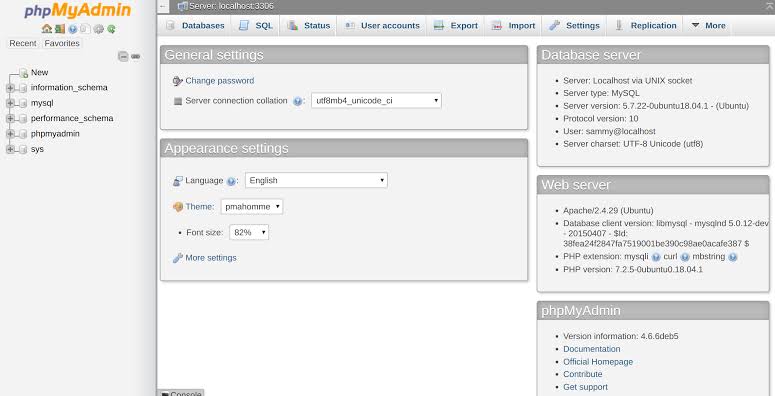 phpMyAdmin
Recent Favorites
New
information_schema
mysql
performance_schema
phpmyadmin
sys
Server: localhost:3306
Databases SQL Status User accounts Export Import Settings Replication More
General settings
Change password
Server connection collation : utf8mb4_unicode_ci
Appearance settings
Language : English
Theme: pmahomme
Font size: 82%
More settings
Database server
Server: Localhost via UNIX socket
Server type: MySQL
Server version: 5.7.22-0ubuntu18.04.1 - (Ubuntu)
Protocol version: 10
User: sammy@localhost
Server charset: UTF-8 Unicode (utf8)
Web server
Apache/2.4.29 (Ubuntu)
Database client version: libmysql - mysqlnd 5.0.12-dev
- 20150407 - $Id:
38fea24f2847fa7519001be390c98ae0acafe387 $
PHP extension: mysqli curl mbstring
PHP version: 7.2.5-0ubuntu0.18.04.1
phpMyAdmin
Version information: 4.6.6deb5
Documentation
Official Homepage
Contribute
Get support
Console